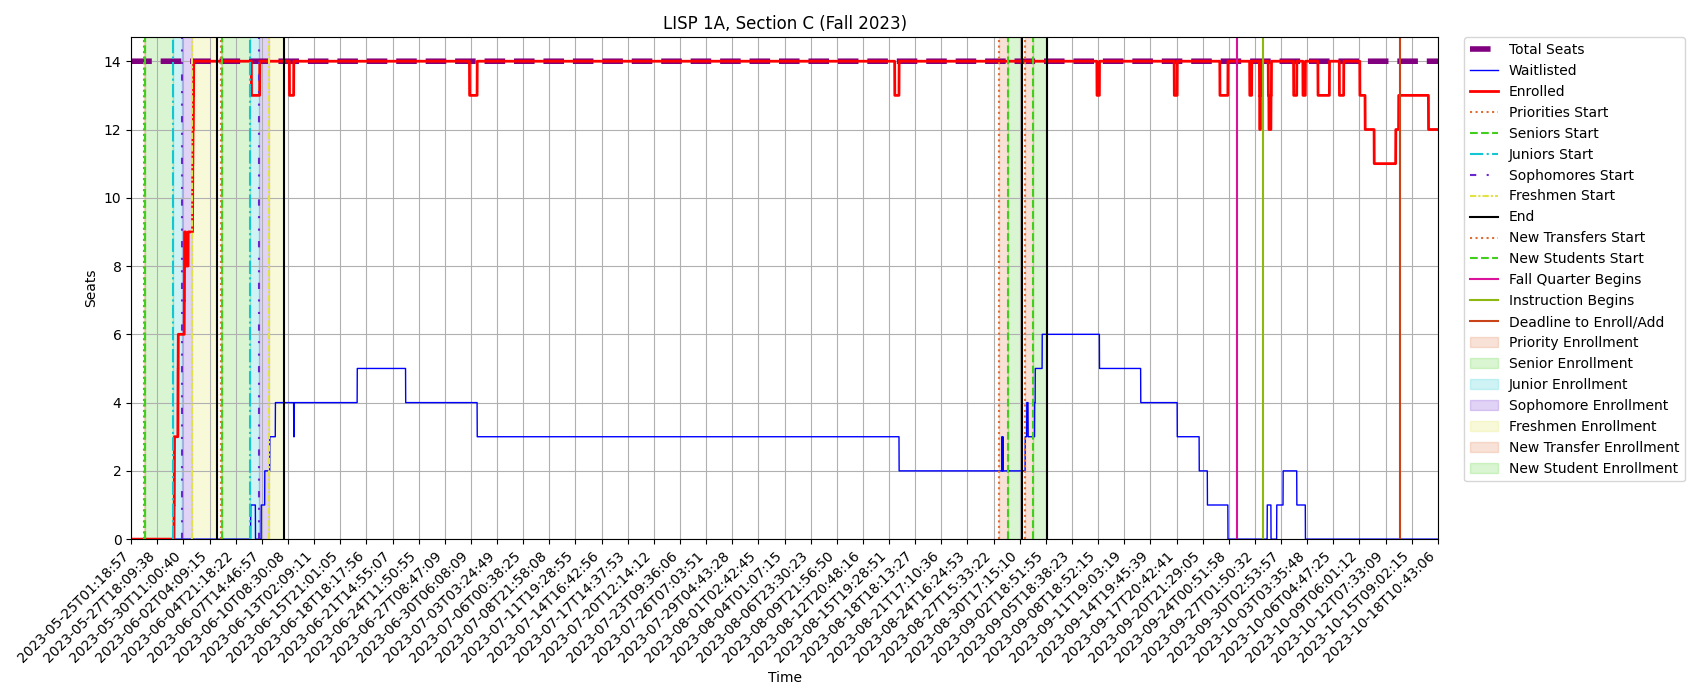 LISP 1A, Section C (Fall 2023)
Seats
14
12
10
8
6
4
2
0
2023-05-25T01:18:57
2023-05-27T18:09:38
2023-05-30T11:00:40
2023-06-02T04:09:15
2023-06-04T21:18:22
2023-06-07T14:46:57
2023-06-10T08:30:08
2023-06-13T02:09:11
2023-06-15T21:01:05
2023-06-18T18:17:56
2023-06-21T14:55:07
2023-06-24T11:50:55
2023-06-27T08:47:09
2023-06-30T06:08:09
2023-07-03T03:24:49
2023-07-06T00:38:25
2023-07-08T21:58:08
2023-07-11T19:28:55
2023-07-14T16:42:56
2023-07-17T14:37:53
2023-07-20T12:14:12
2023-07-23T09:36:06
2023-07-26T07:03:51
2023-07-29T04:43:28
2023-08-01T02:42:45
2023-08-04T01:07:15
2023-08-06T23:30:23
2023-08-09T21:56:50
2023-08-12T20:48:16
2023-08-15T19:28:51
2023-08-18T18:13:27
2023-08-21T17:10:36
2023-08-24T16:24:53
2023-08-27T15:33:22
2023-08-30T17:15:10
2023-09-02T18:51:55
2023-09-05T18:38:23
2023-09-08T18:52:15
2023-09-11T19:03:19
2023-09-14T19:45:39
2023-09-17T20:42:41
2023-09-20T21:29:05
2023-09-24T00:51:58
2023-09-27T01:50:32
2023-09-30T02:53:57
2023-10-03T03:35:48
2023-10-06T04:47:25
2023-10-09T06:01:12
2023-10-12T07:33:09
2023-10-15T09:02:15
2023-10-18T10:43:06
Time
Total Seats
Waitlisted
Enrolled
Priorities Start
Seniors Start
Juniors Start
Sophomores Start
Freshmen Start
End
New Transfers Start
New Students Start
Fall Quarter Begins
Instruction Begins
Deadline to Enroll/Add
Priority Enrollment
Senior Enrollment
Junior Enrollment
Sophomore Enrollment
Freshmen Enrollment
New Transfer Enrollment
New Student Enrollment